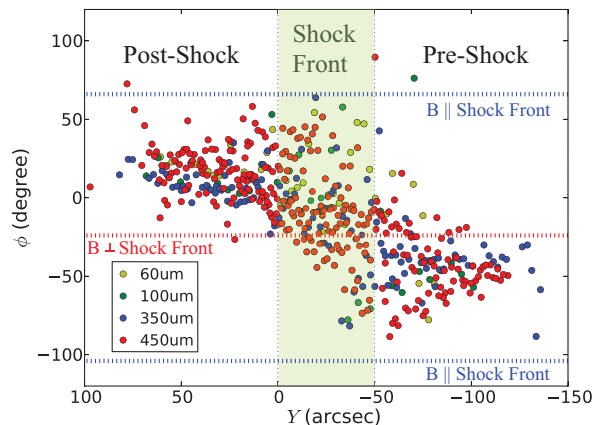 Post-Shock
Shock
Front
Pre-Shock
B || Shock Front
B ⊥ Shock Front
B || Shock Front
60um
100um
350um
450um
100
50
0
−50
−100
ϕ (degree)
100
50
0
−50
−100
−150
Y (arcsec)